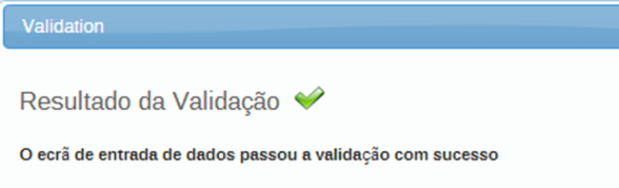 Validation
Resultado da Validação
O ecrã de entrada de dados passou a validação com sucesso